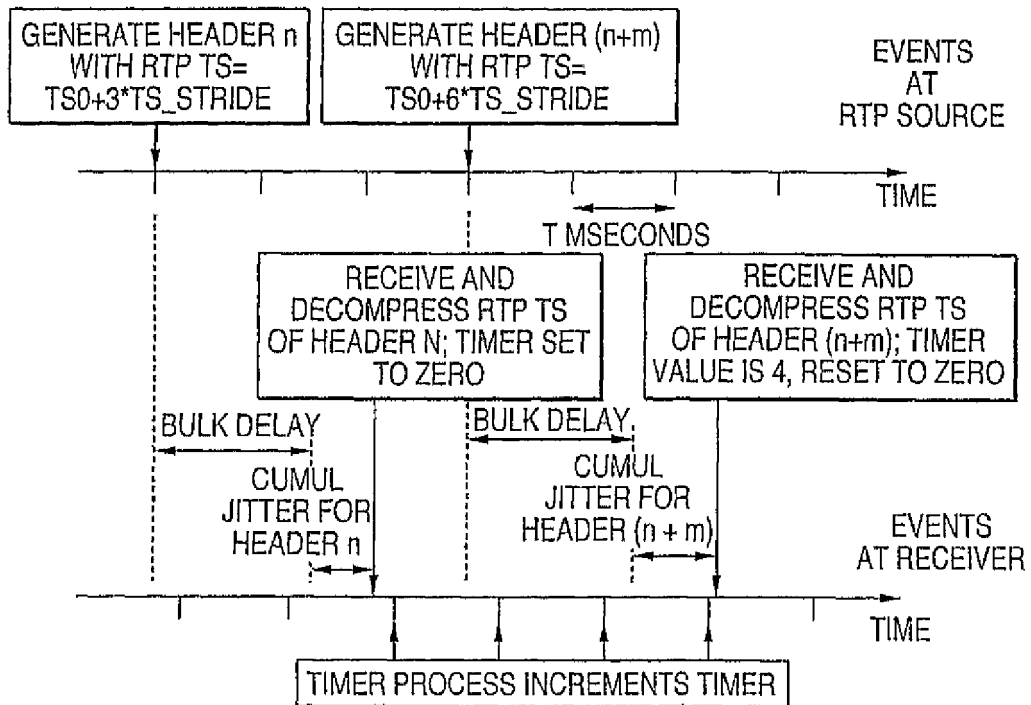 GENERATE HEADER n
WITH RTP TS=
TS0+3*TS_STRIDE
GENERATE HEADER (n+m)
WITH RTP TS=
TS0+6*TS_STRIDE
EVENTS
AT
RTP SOURCE
TIME
T MSECONDS
RECEIVE AND
DECOMPRESS RTP TS
OF HEADER N; TIMER SET
TO ZERO
RECEIVE AND
DECOMPRESS RTP TS
OF HEADER (n+m); TIMER
VALUE IS 4, RESET TO ZERO
BULK DELAY
BULK DELAY
CUMUL
JITTER FOR
HEADER n
CUMUL
JITTER FOR
HEADER (n + m)
EVENTS
AT RECEIVER
TIME
TIMER PROCESS INCREMENTS TIMER